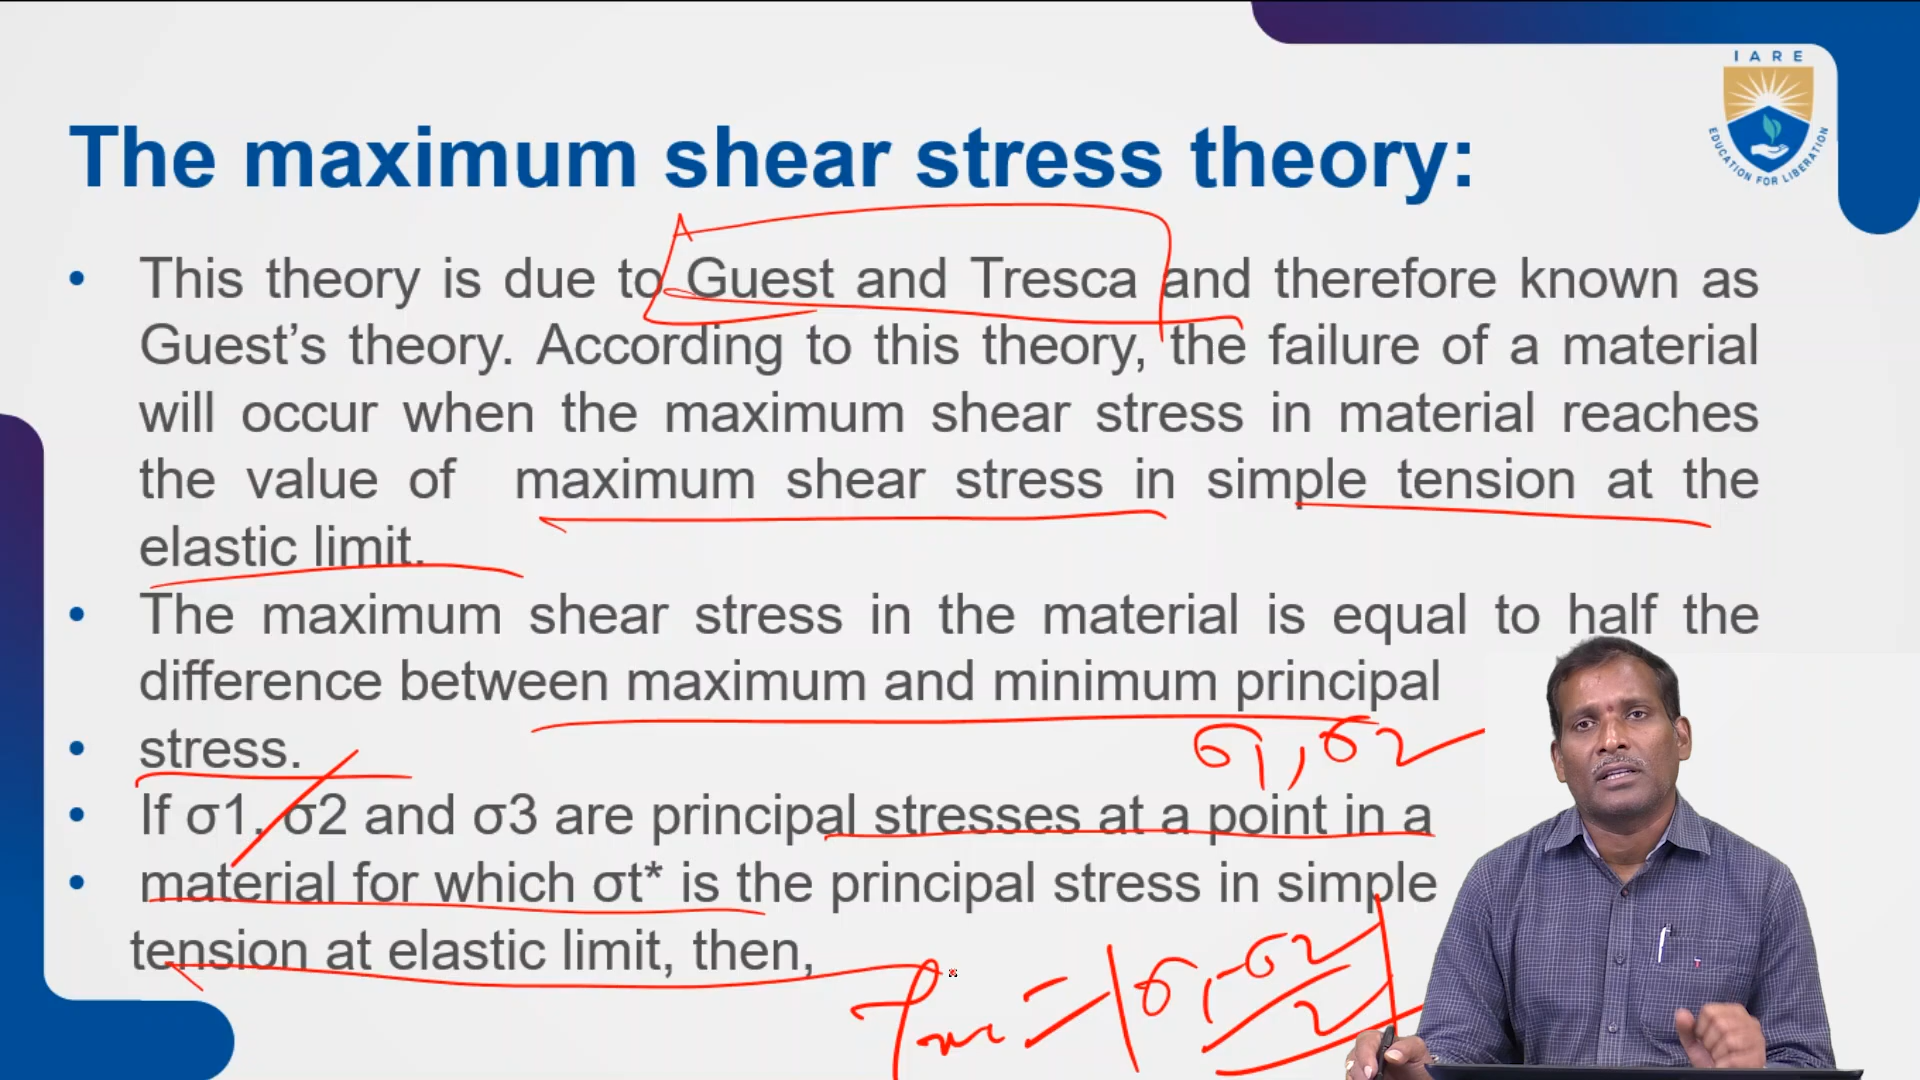 IARE
EDUCATION FOR LIBERATION
The maximum shear stress theory:
• This theory is due to Guest and Tresca and therefore known as
Guest’s theory. According to this theory, the failure of a material
will occur when the maximum shear stress in material reaches
the value of maximum shear stress in simple tension at the
elastic limit.
• The maximum shear stress in the material is equal to half the
difference between maximum and minimum principal
• stress.
σ1, σ2
• If σ1, σ2 and σ3 are principal stresses at a point in a
• material for which σt* is the principal stress in simple
tension at elastic limit, then,
= |σ1-σ2/2|